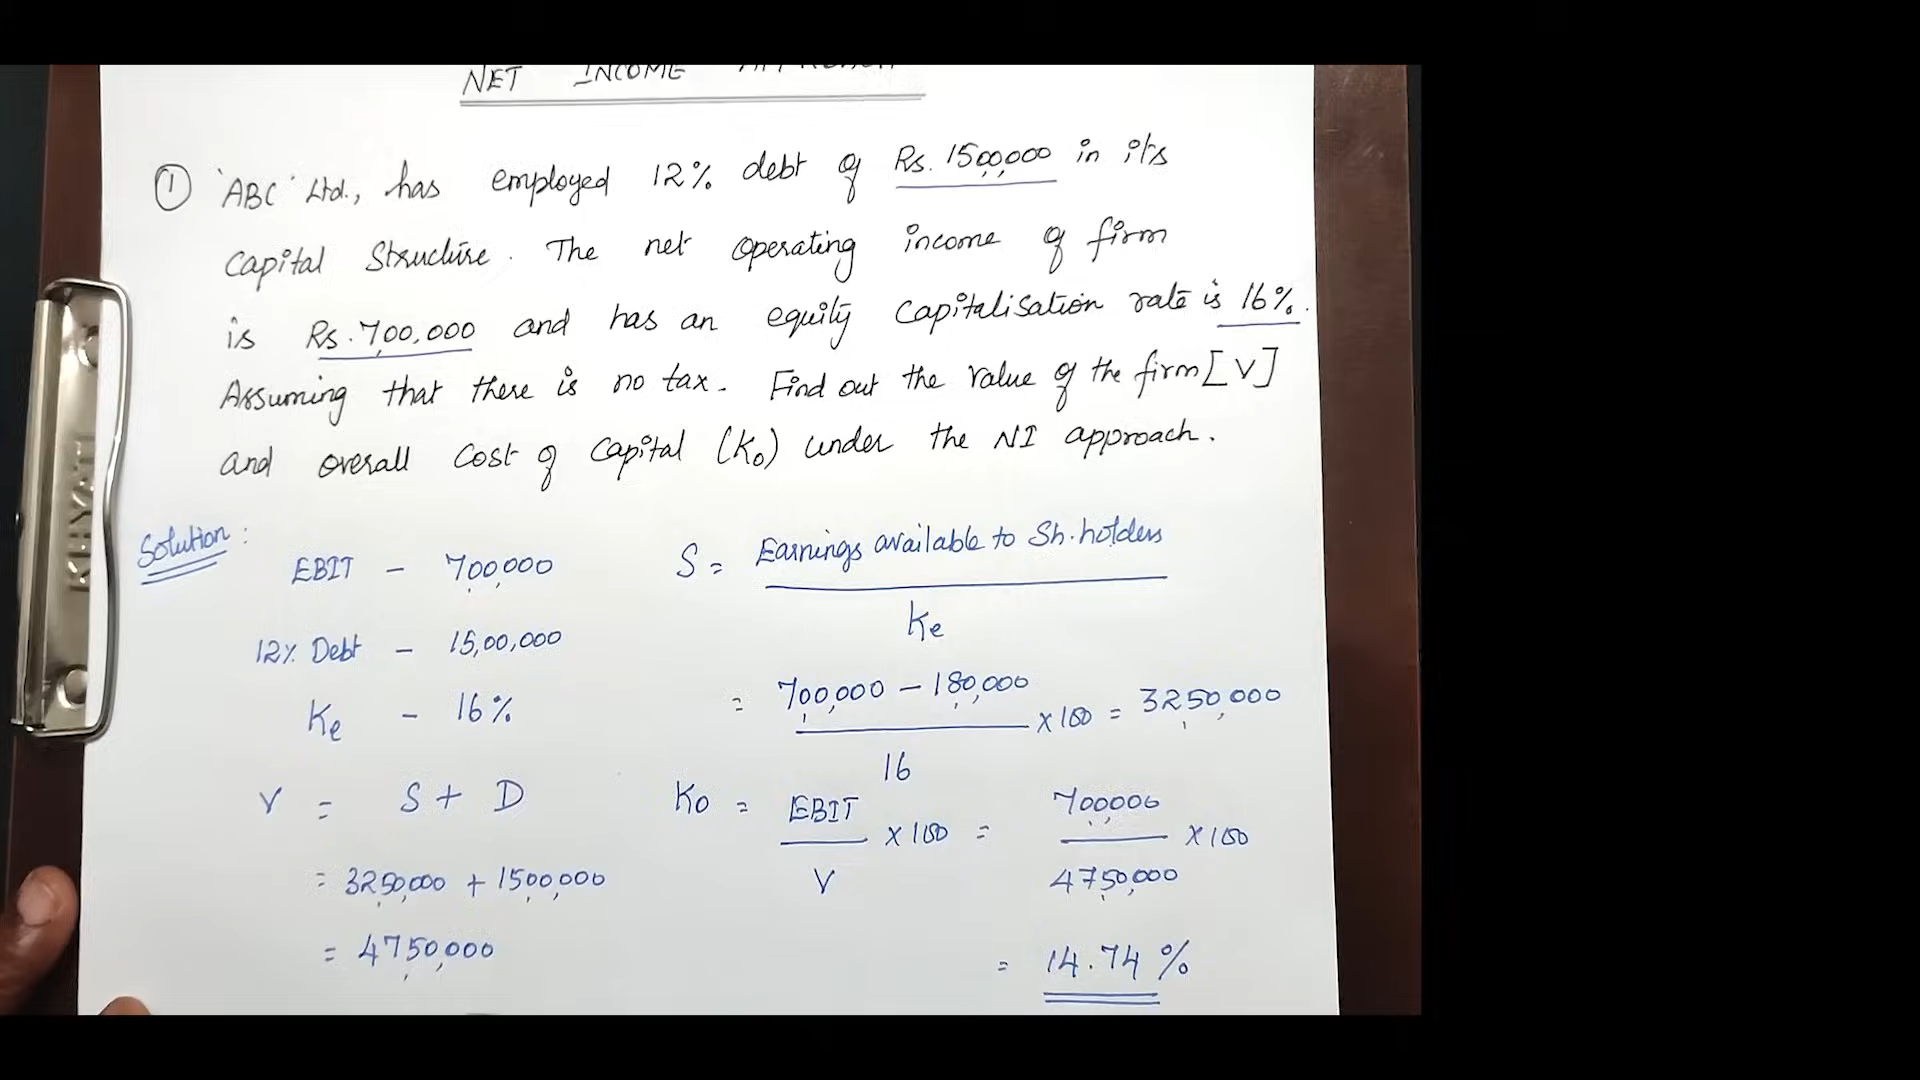 NET INCOME APPROACH
① 'ABC' Ltd., has employed 12% debt of Rs. 1500,000 in its
Capital Structure. The net operating income of firm
is Rs. 700,000 and has an equity Capitalisation rate is 16%.
Assuming that there is no tax. Find out the value of the firm [V]
and overall cost of capital (Ko) under the NI approach.
Solution :
EBIT - 700,000
12% Debt - 15,00,000
Ke - 16%
V = S + D
= 3250,000 + 1500,000
= 4750,000
S = Earnings available to Sh.holders
Ke
= 700,000 - 180,000 x 100 = 3250,000
16
Ko = EBIT x 100 = 700000 x 100
V 4750,000
= 14.74 %